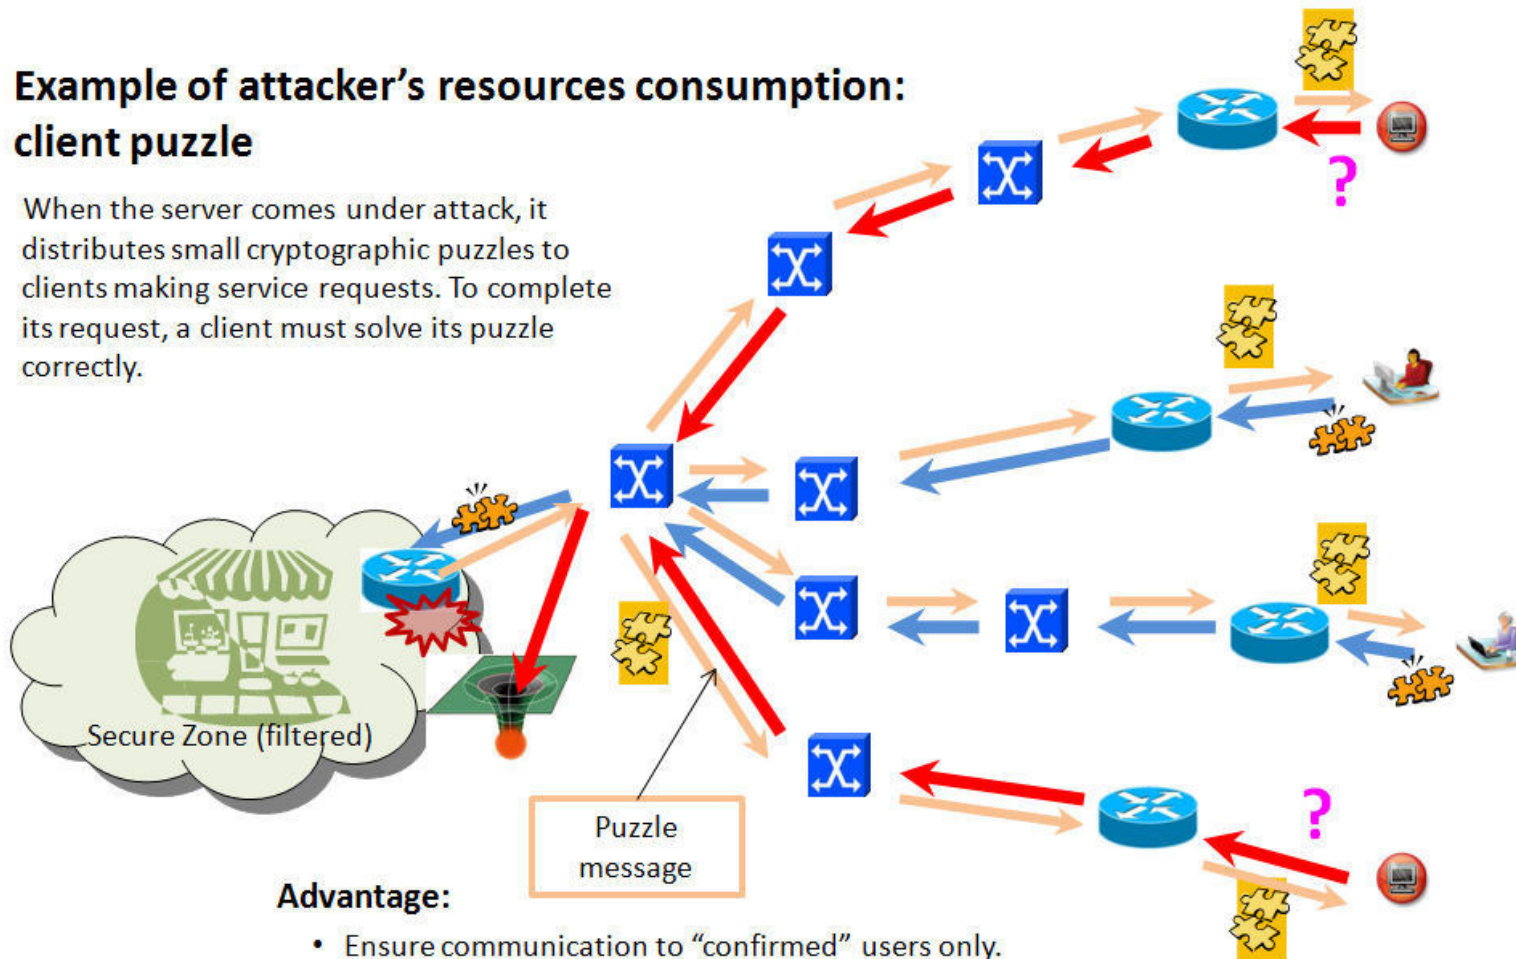 Example of attacker’s resources consumption:
client puzzle
When the server comes under attack, it
distributes small cryptographic puzzles to
clients making service requests. To complete
its request, a client must solve its puzzle
correctly.
?
Secure Zone (filtered)
?
Puzzle
message
Advantage:
• Ensure communication to “confirmed” users only.